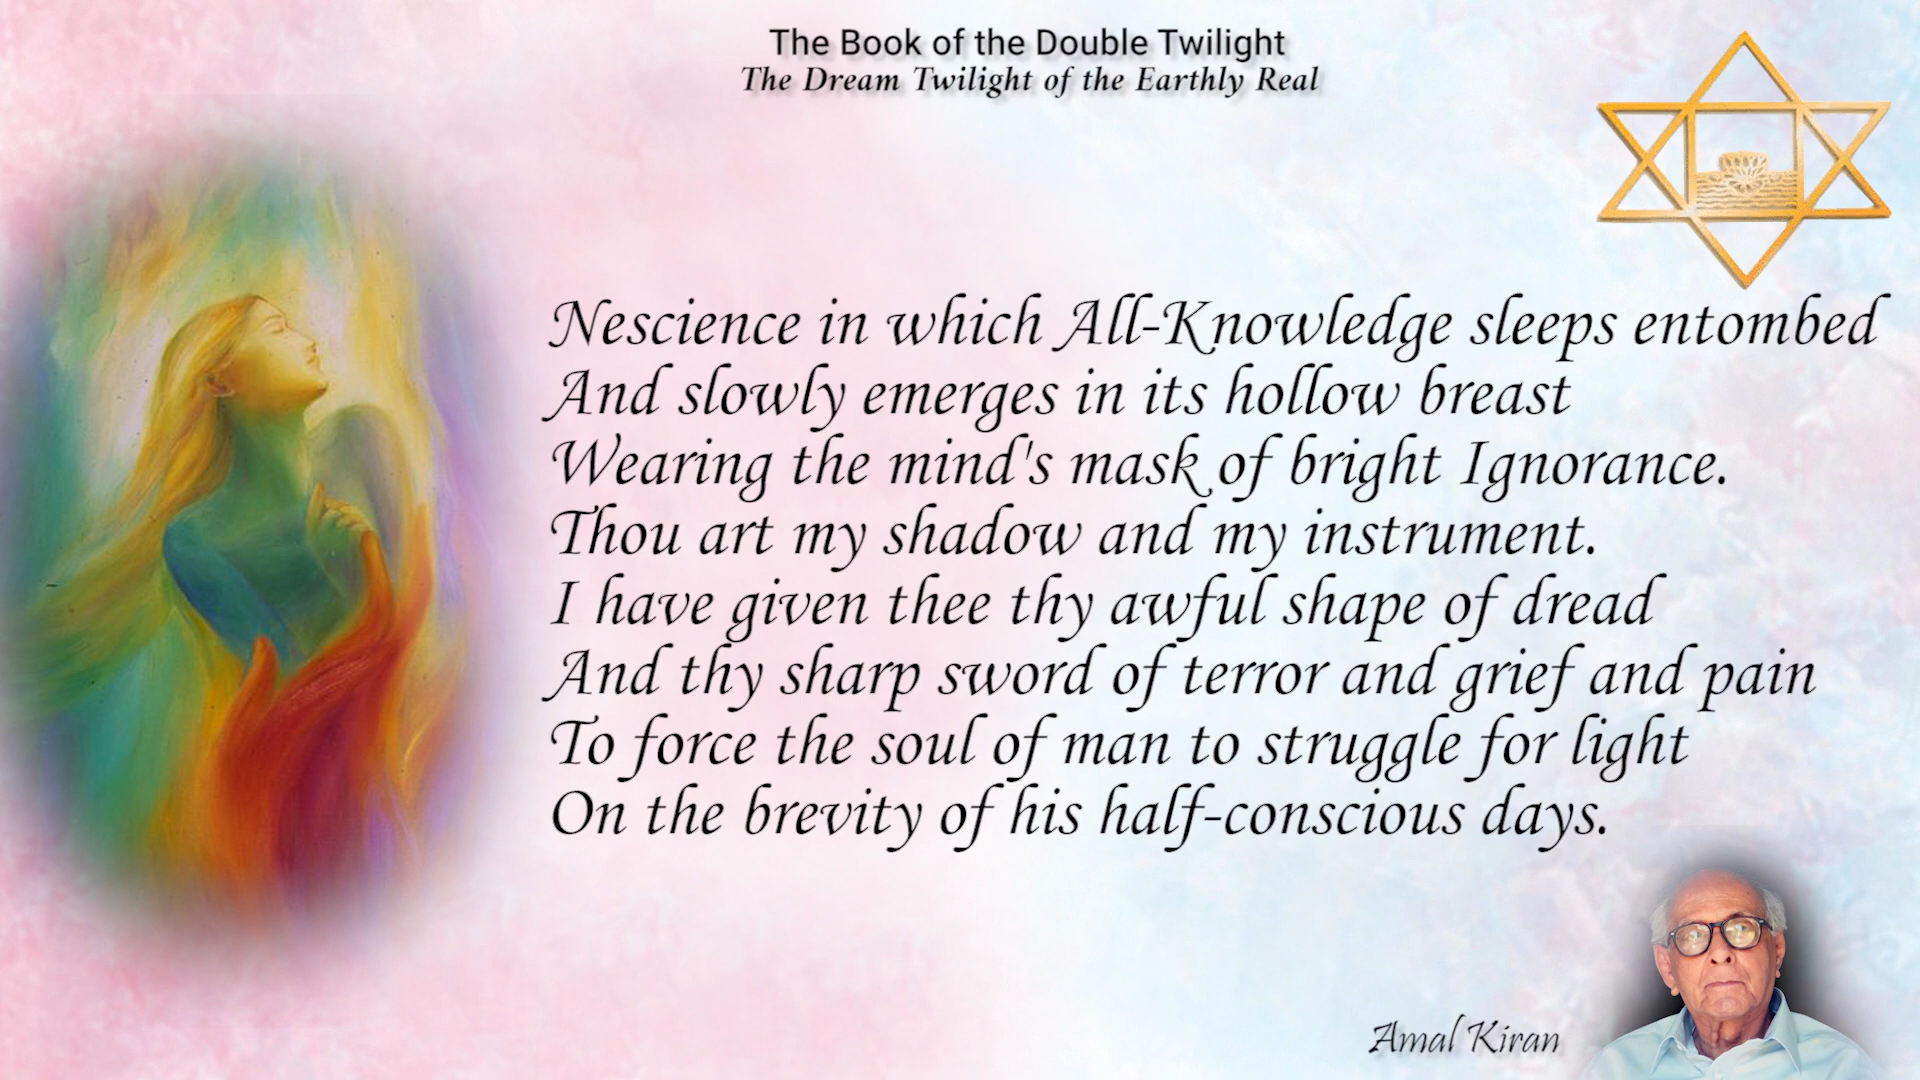 The Book of the Double Twilight
The Dream Twilight of the Earthly Real
Nescience in which All-Knowledge sleeps entombed
And slowly emerges in its hollow breast
Wearing the mind's mask of bright Ignorance.
Thou art my shadow and my instrument.
I have given thee thy awful shape of dread
And thy sharp sword of terror and grief and pain
To force the soul of man to struggle for light
On the brevity of his half-conscious days.
Amal Kiran